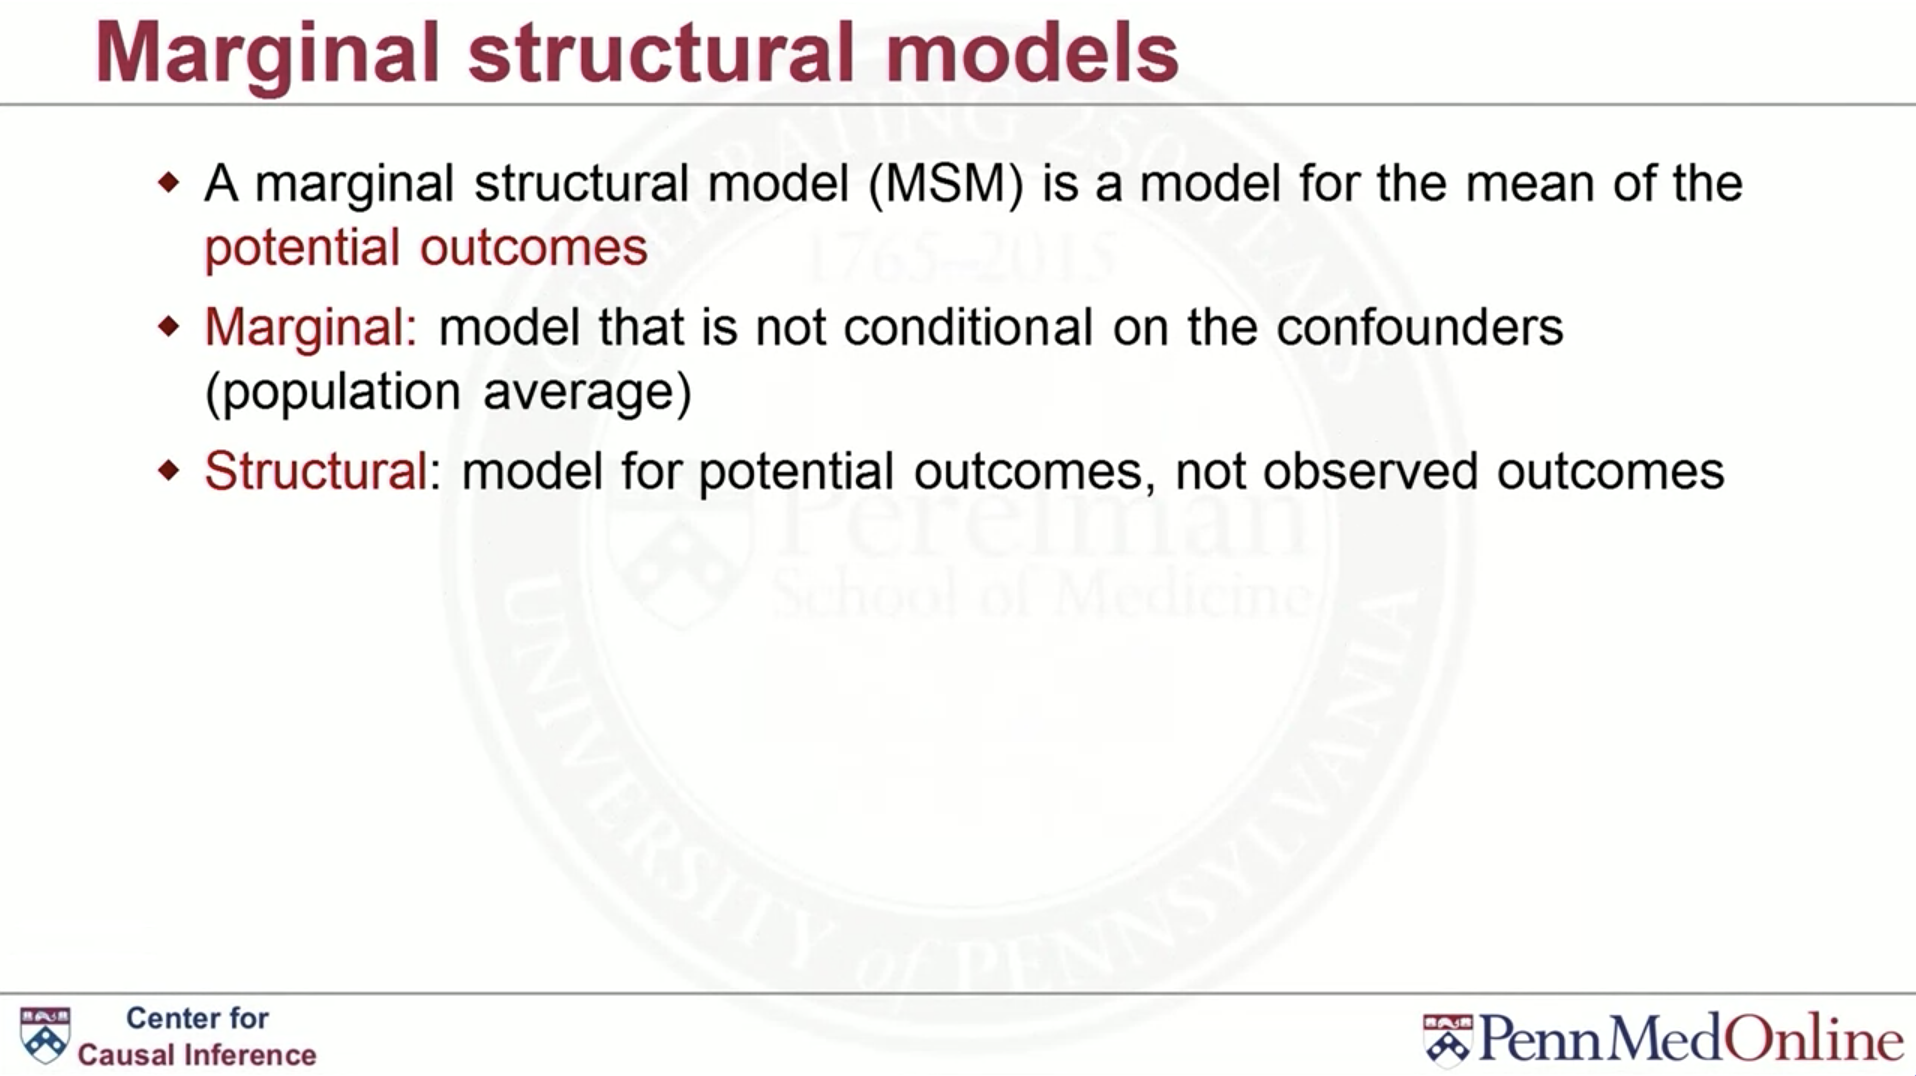 Marginal structural models
◆ A marginal structural model (MSM) is a model for the mean of the
potential outcomes
◆ Marginal: model that is not conditional on the confounders
(population average)
◆ Structural: model for potential outcomes, not observed outcomes
CELEBRATING 250 YEARS
1765–2015
Perelman
School of Medicine
UNIVERSITY of PENNSYLVANIA
Center for
Causal Inference
PennMedOnline